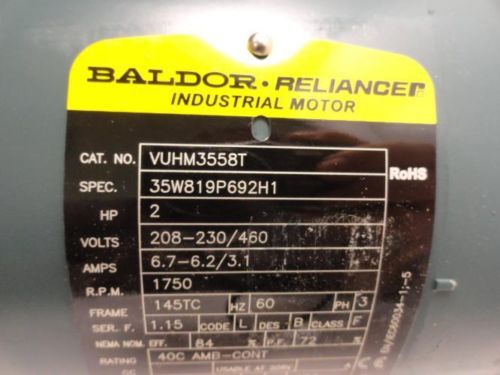 BALDOR · RELIANCE
INDUSTRIAL MOTOR
CAT. NO. VUHM3558T
RoHS
SPEC. 35W819P692H1
HP 2
VOLTS 208-230/460
AMPS 6.7-6.2/3.1
R.P.M. 1750
FRAME 145TC HZ 60 PH 3
SER. F. 1.15 CODE L DES B CLASS F
NEMA NOM. EFF. 84 % P.F. 72 %
RATING 40C AMB-CONT
CC USABLE AT 208V